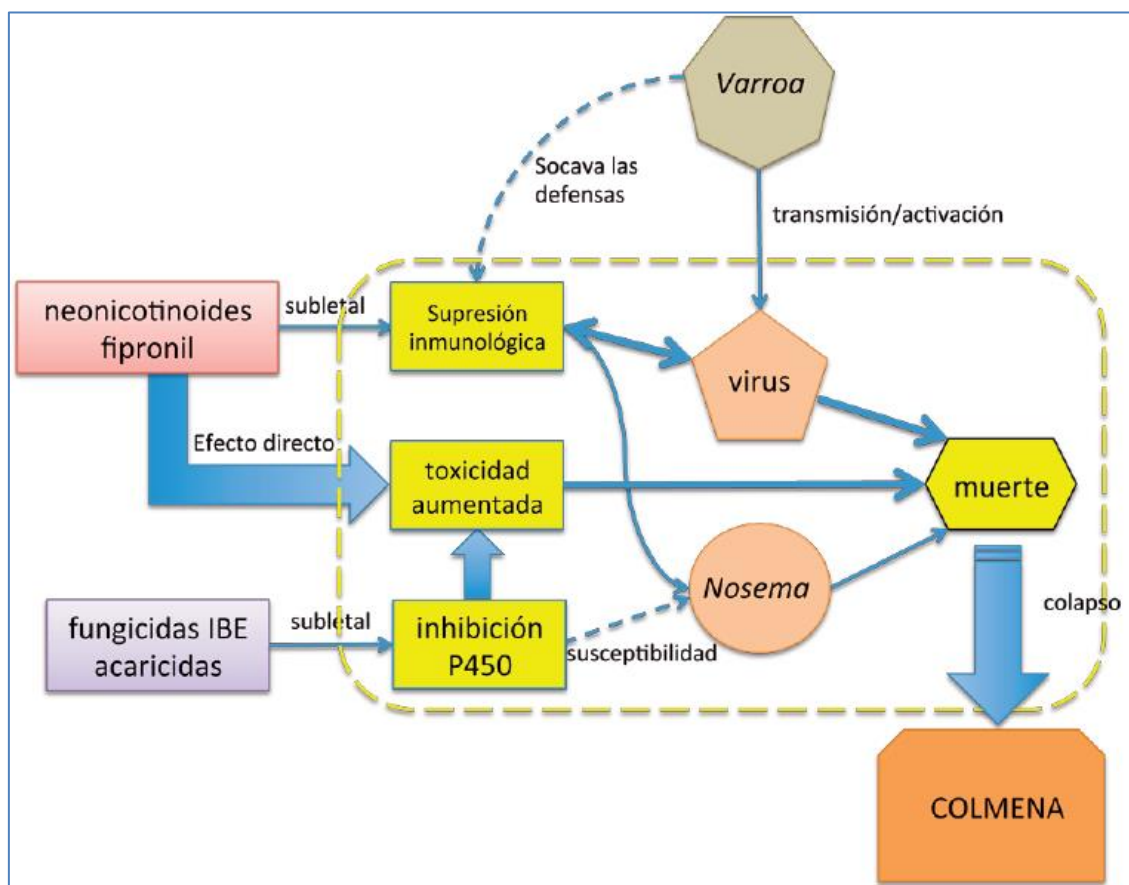 Varroa
Socava las
defensas
transmisión/activación
neonicotinoides
fipronil
subletal
Supresión
inmunológica
virus
Efecto directo
toxicidad
aumentada
muerte
Nosema
fungicidas IBE
acaricidas
subletal
inhibición
P450
susceptibilidad
colapso
COLMENA